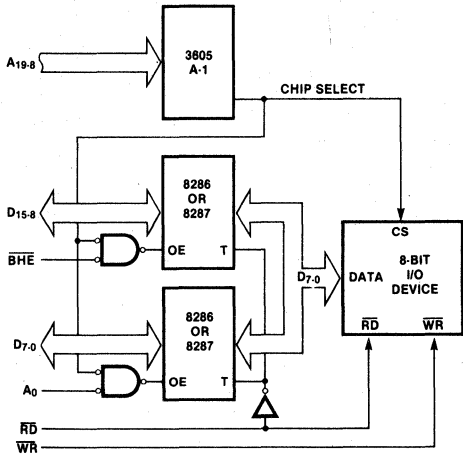 A19-8
3605
A-1
CHIP SELECT
D15-8
8286
OR
8287
CS
BHE
OE
T
D7-0
DATA
8-BIT
I/O
DEVICE
RD
WR
D7-0
8286
OR
8287
A0
OE
T
RD
WR